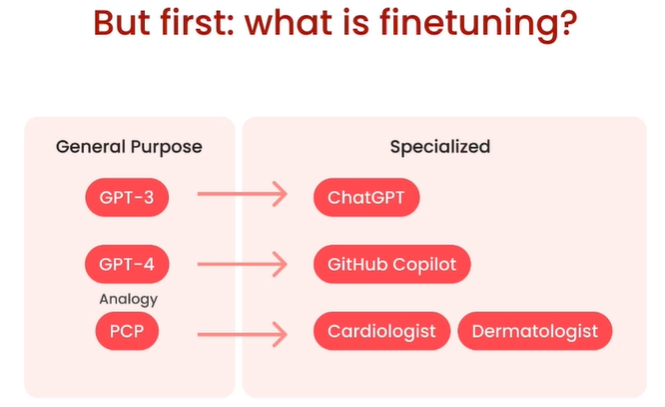 But first: what is finetuning?
General Purpose
Specialized
GPT-3
ChatGPT
GPT-4
GitHub Copilot
Analogy
PCP
Cardiologist
Dermatologist